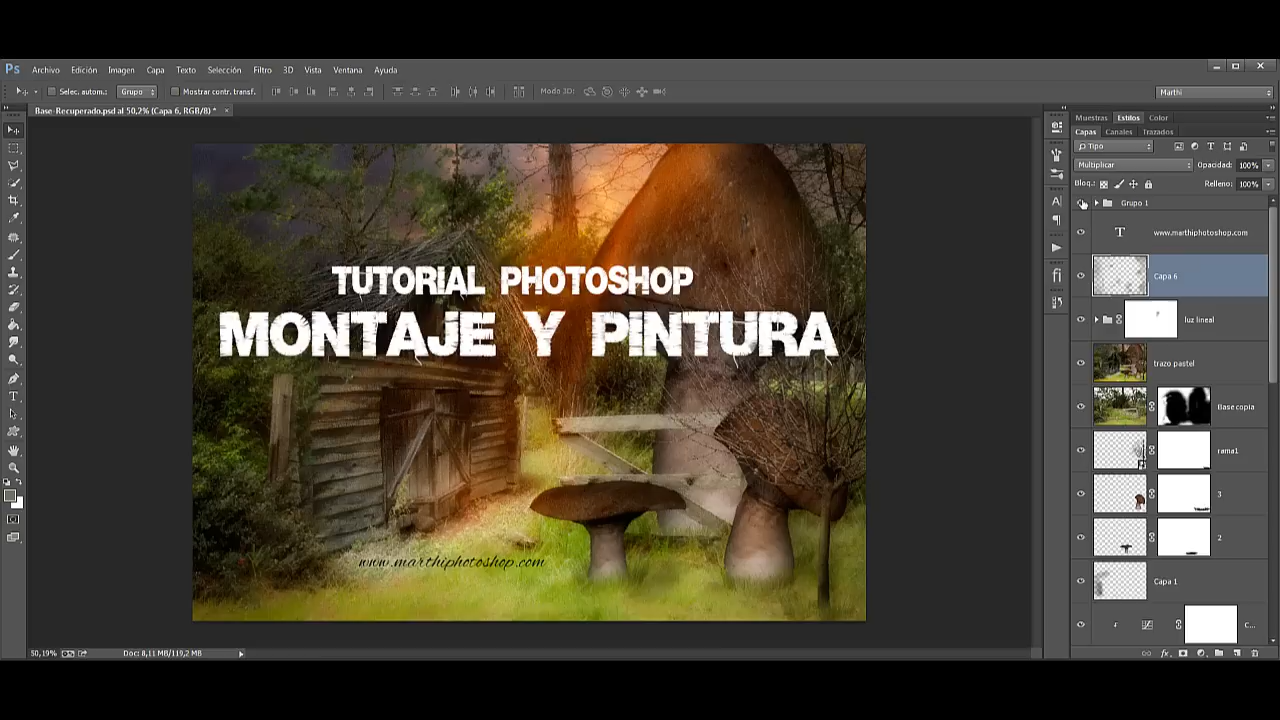 Ps Archivo Edición Imagen Capa Texto Selección Filtro 3D Vista Ventana Ayuda
Selec. autom.: Grupo Mostrar contr. transf. Modo 3D: Marthi
Base-Recuperado.psd al 50,2% (Capa 6, RGB/8) * ×
Muestras Estilos Color
Capas Canales Trazados
Tipo
Multiplicar Opacidad: 100%
Bloq.: Relleno: 100%
Grupo 1
www.marthiphotoshop.com
Capa 6
luz lineal
trazo pastel
Base copia
rama1
3
2
Capa 1
C...
TUTORIAL PHOTOSHOP
MONTAJE Y PINTURA
www.marthiphotoshop.com
50,19% Doc: 8,11 MB/119,2 MB